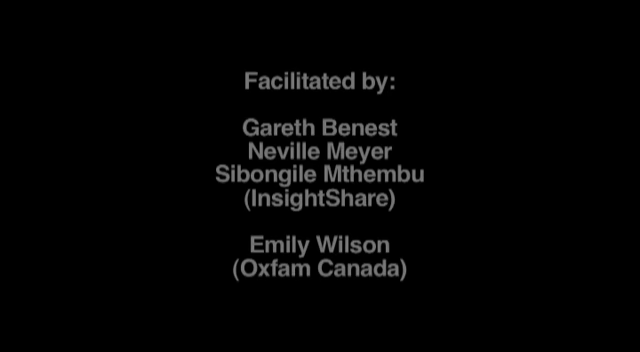 Facilitated by:
Gareth Benest
Neville Meyer
Sibongile Mthembu
(InsightShare)
Emily Wilson
(Oxfam Canada)